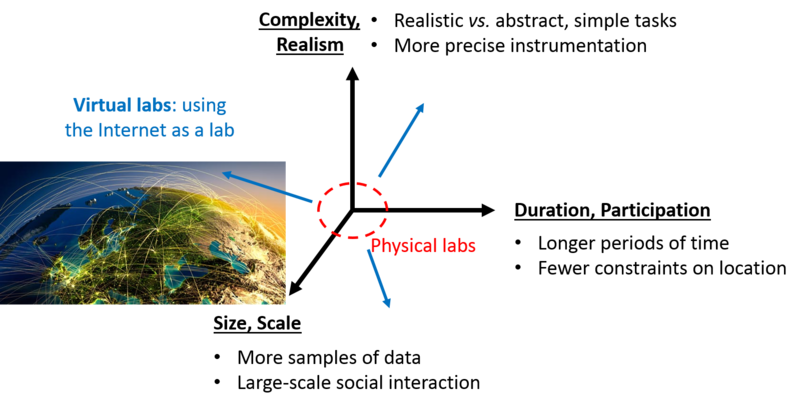 Complexity,
Realism
• Realistic vs. abstract, simple tasks
• More precise instrumentation
Virtual labs: using
the Internet as a lab
Physical labs
Duration, Participation
• Longer periods of time
• Fewer constraints on location
Size, Scale
• More samples of data
• Large-scale social interaction